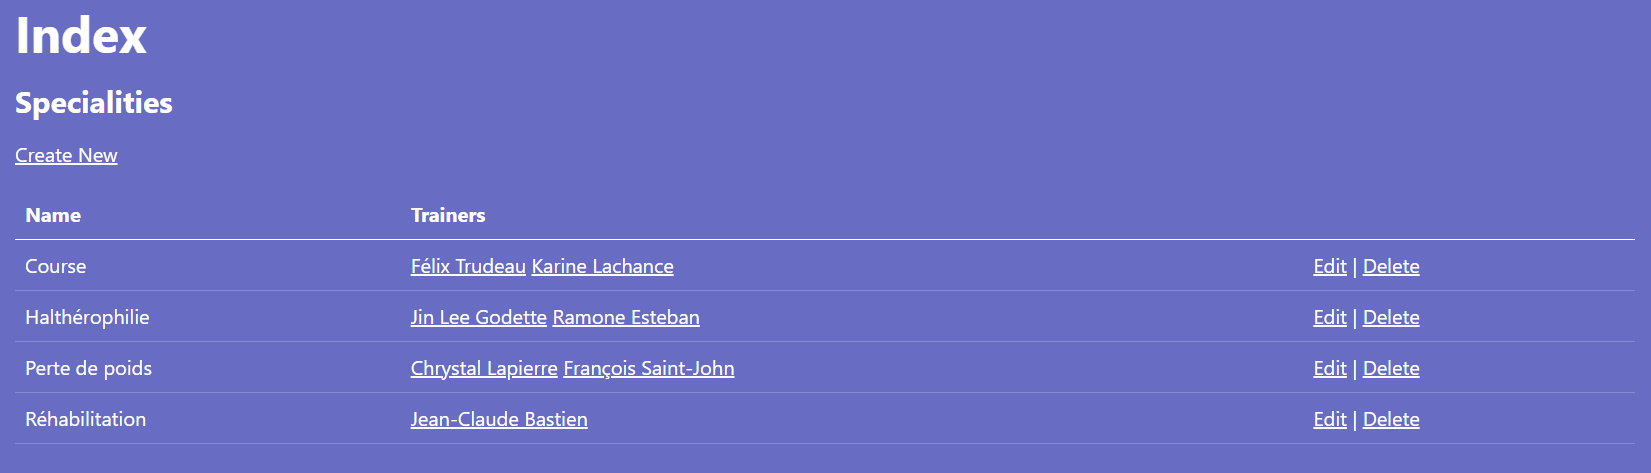 Index
Specialities
Create New
Name Trainers
Course Félix Trudeau Karine Lachance Edit | Delete
Halthérophilie Jin Lee Godette Ramone Esteban Edit | Delete
Perte de poids Chrystal Lapierre François Saint-John Edit | Delete
Réhabilitation Jean-Claude Bastien Edit | Delete